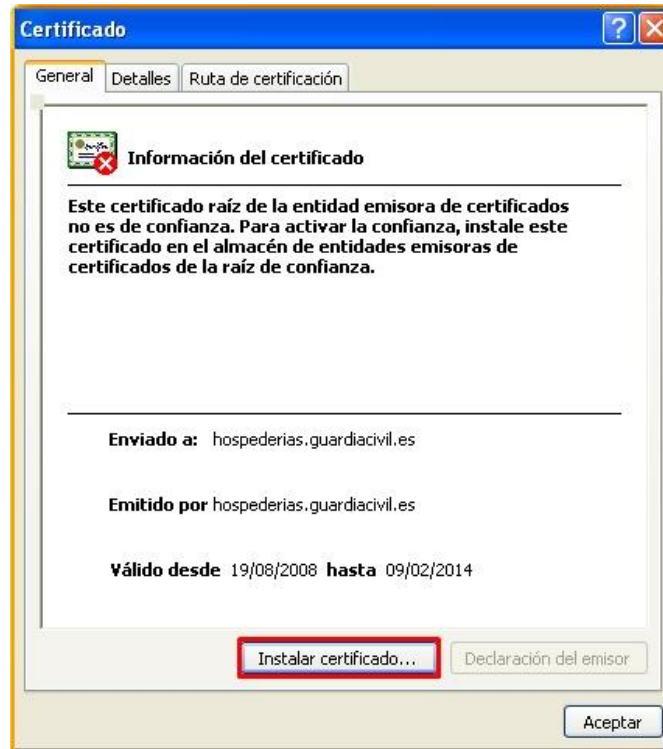 Certificado
General Detalles Ruta de certificación
Información del certificado
Este certificado raíz de la entidad emisora de certificados
no es de confianza. Para activar la confianza, instale este
certificado en el almacén de entidades emisoras de
certificados de la raíz de confianza.
Enviado a: hospederias.guardiacivil.es
Emitido por hospederias.guardiacivil.es
Válido desde 19/08/2008 hasta 09/02/2014
Instalar certificado... Declaración del emisor
Aceptar